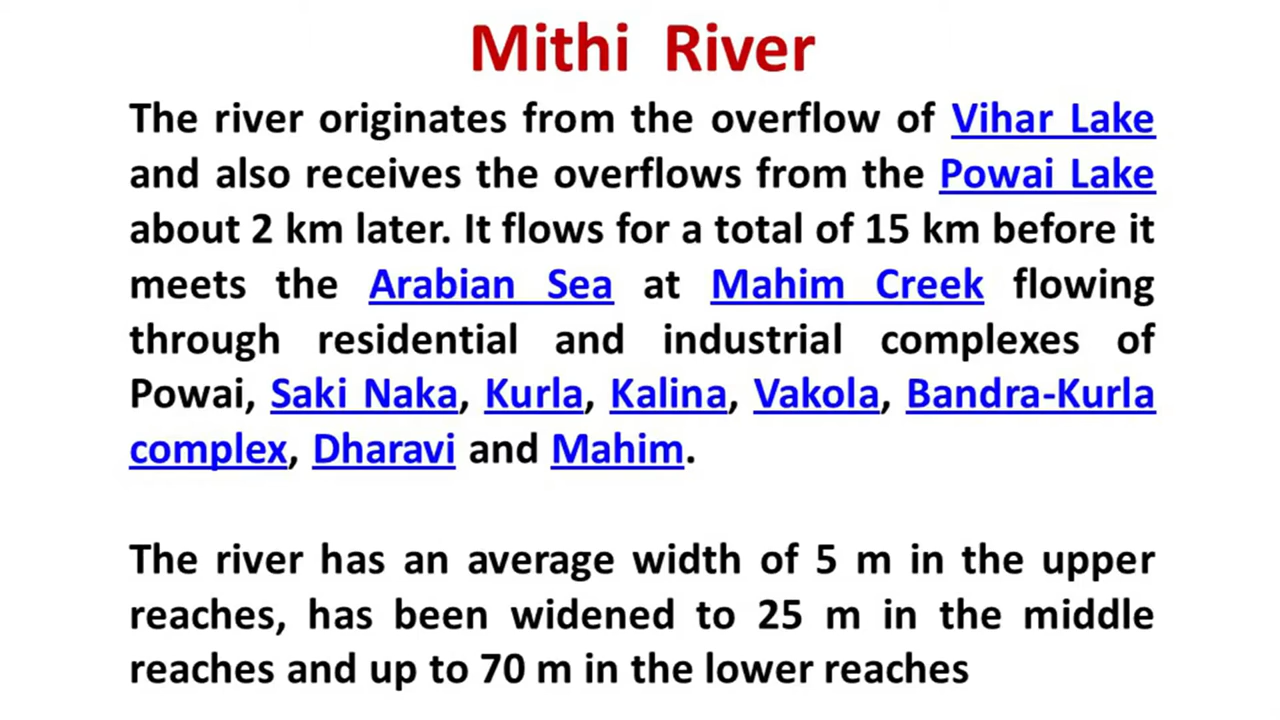 Mithi River
The river originates from the overflow of Vihar Lake
and also receives the overflows from the Powai Lake
about 2 km later. It flows for a total of 15 km before it
meets the Arabian Sea at Mahim Creek flowing
through residential and industrial complexes of
Powai, Saki Naka, Kurla, Kalina, Vakola, Bandra-Kurla
complex, Dharavi and Mahim.
The river has an average width of 5 m in the upper
reaches, has been widened to 25 m in the middle
reaches and up to 70 m in the lower reaches